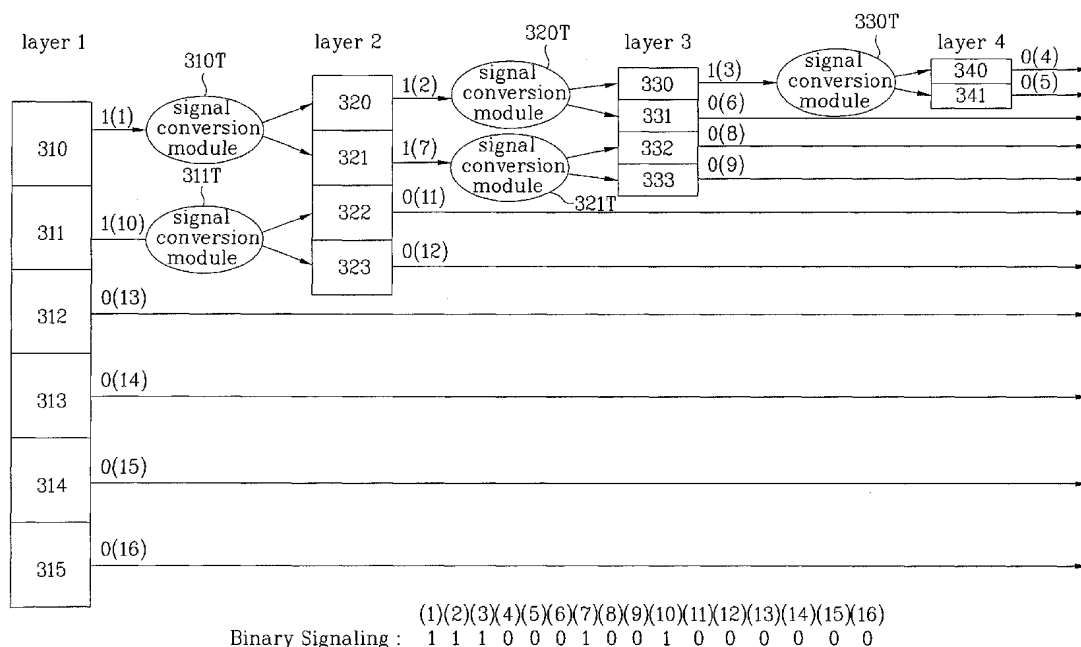 layer 1
310T
layer 2
320T
layer 3
330T
layer 4
310
1(1)
signal
conversion
module
320
1(2)
signal
conversion
module
330
1(3)
signal
conversion
module
340
0(4)
341
0(5)
331
0(6)
321
1(7)
signal
conversion
module
321T
332
0(8)
333
0(9)
311T
311
1(10)
signal
conversion
module
322
0(11)
323
0(12)
312
0(13)
313
0(14)
314
0(15)
315
0(16)
(1)(2)(3)(4)(5)(6)(7)(8)(9)(10)(11)(12)(13)(14)(15)(16)
Binary Signaling : 1 1 1 0 0 0 1 0 0 1 0 0 0 0 0 0